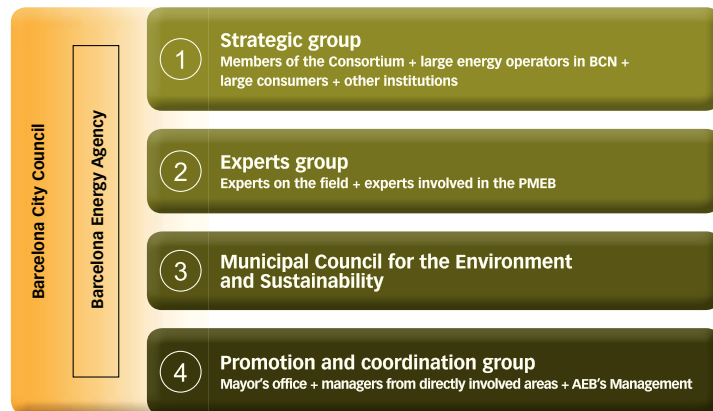 Barcelona City Council
Barcelona Energy Agency
1
Strategic group
Members of the Consortium + large energy operators in BCN +
large consumers + other institutions
2
Experts group
Experts on the field + experts involved in the PMEB
3
Municipal Council for the Environment
and Sustainability
4
Promotion and coordination group
Mayor's office + managers from directly involved areas + AEB's Management